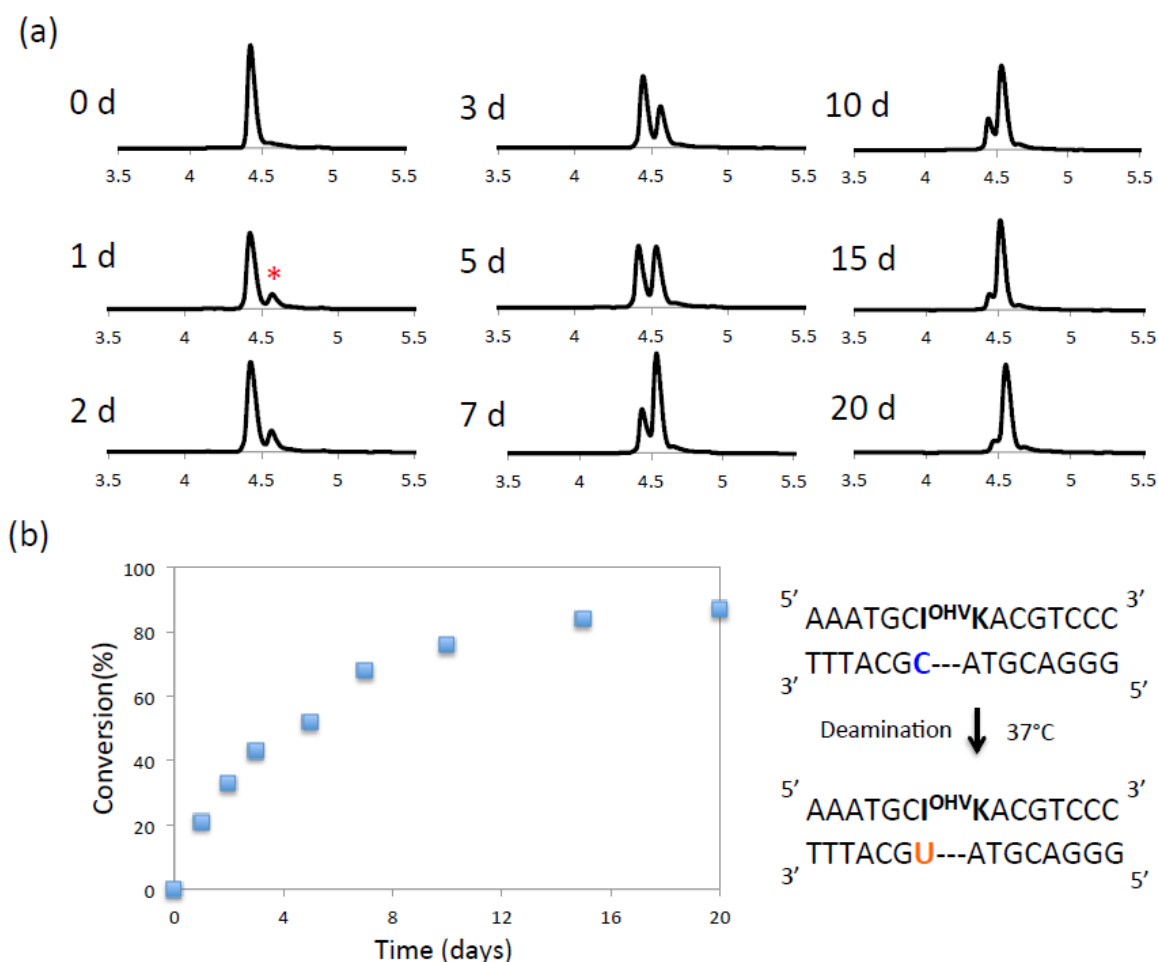 (a)
0 d
3.5 4 4.5 5 5.5
3 d
3.5 4 4.5 5 5.5
10 d
3.5 4 4.5 5 5.5
1 d
*
3.5 4 4.5 5 5.5
5 d
3.5 4 4.5 5 5.5
15 d
3.5 4 4.5 5 5.5
2 d
3.5 4 4.5 5 5.5
7 d
3.5 4 4.5 5 5.5
20 d
3.5 4 4.5 5 5.5
(b)
Conversion(%)
100
80
60
40
20
0
0 4 8 12 16 20
Time (days)
5’ AAATGCI^OHVKACGTCCC 3’
3’ TTTACGC---ATGCAGGG 5’
Deamination 37°C
5’ AAATGCI^OHVKACGTCCC 3’
3’ TTTACGU---ATGCAGGG 5’